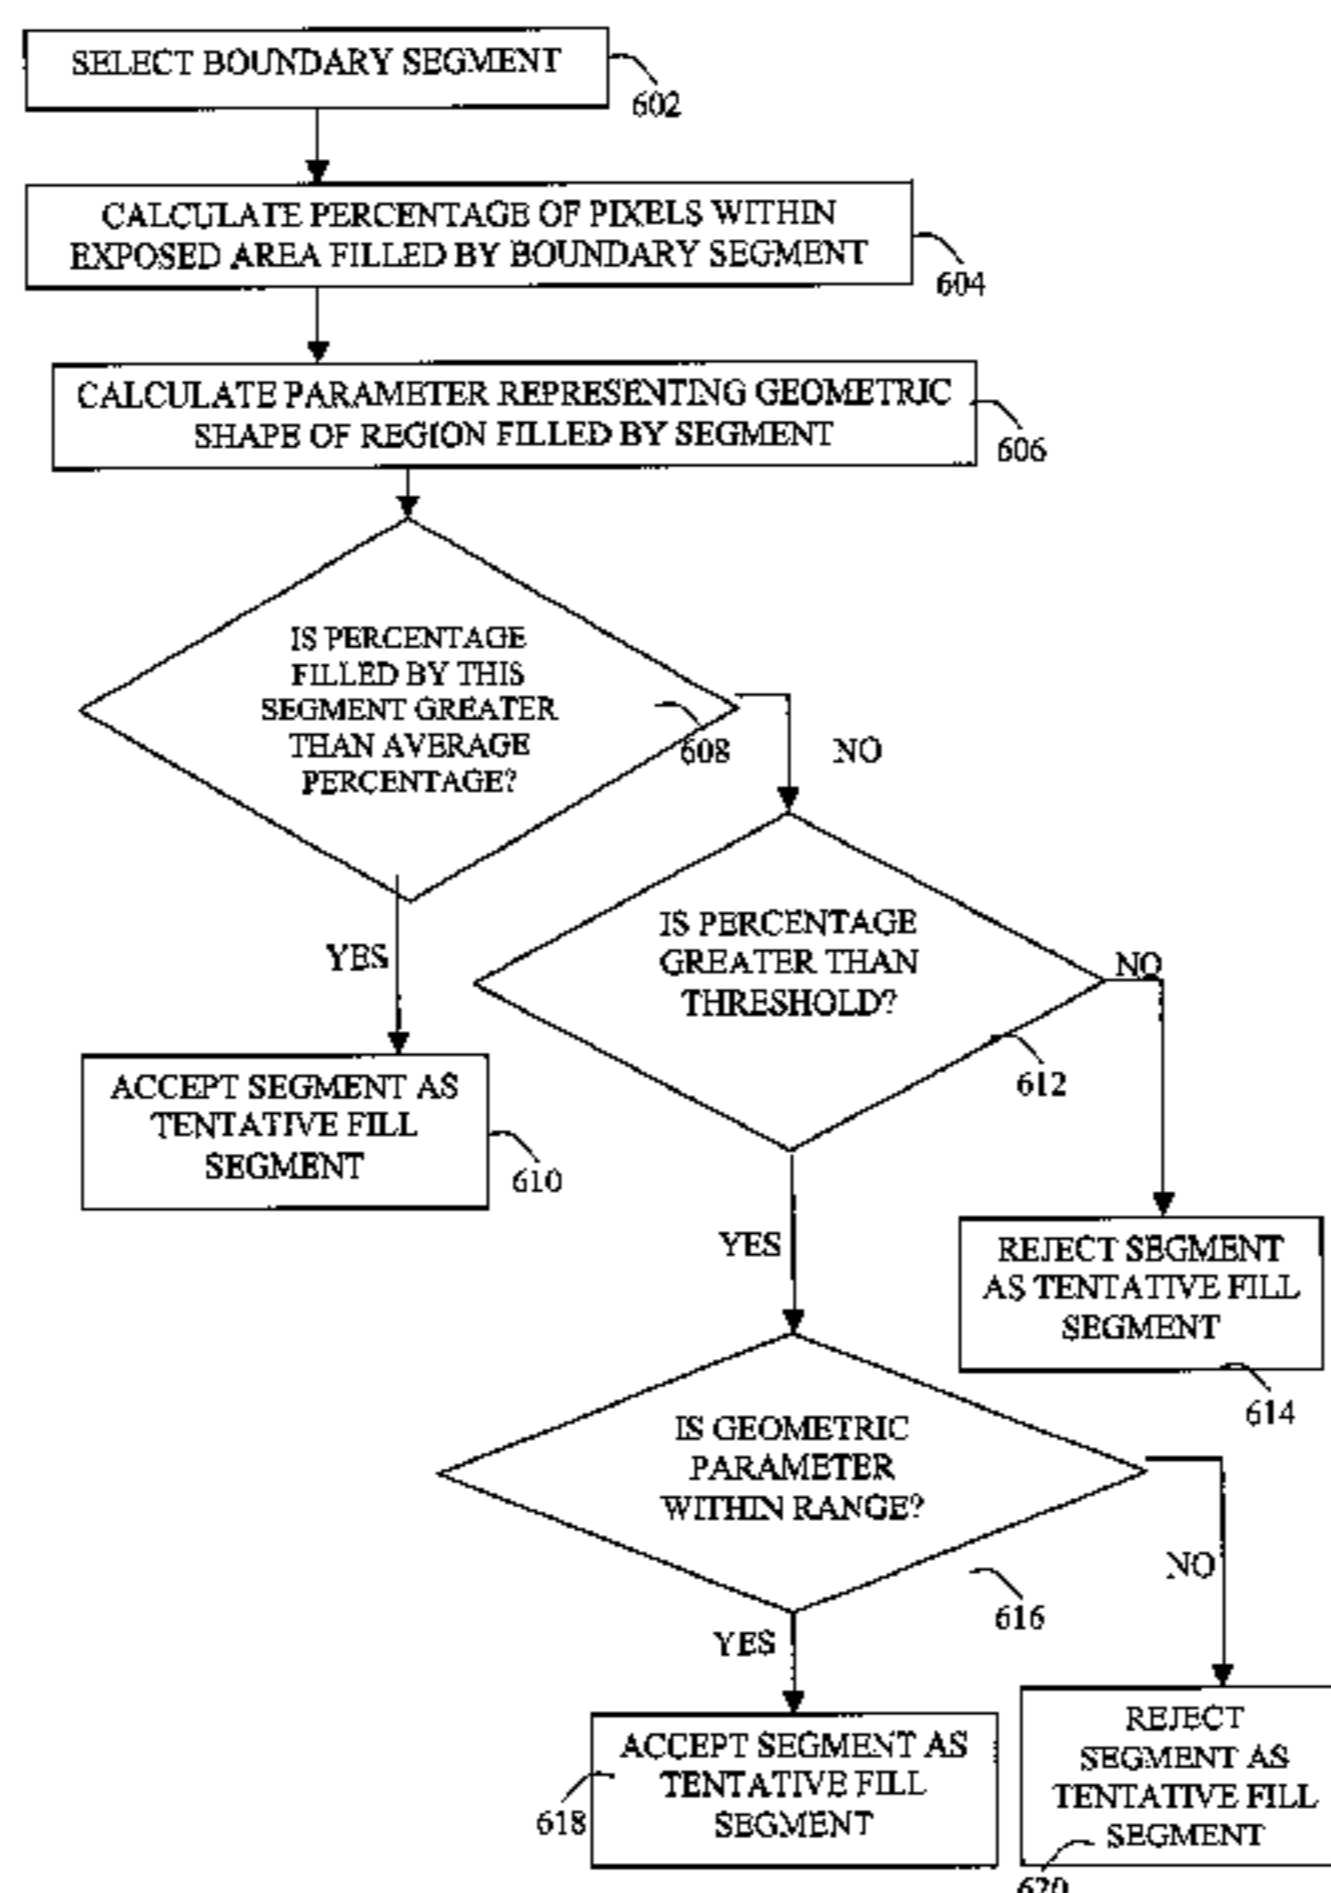 SELECT BOUNDARY SEGMENT
602
CALCULATE PERCENTAGE OF PIXELS WITHIN
EXPOSED AREA FILLED BY BOUNDARY SEGMENT
604
CALCULATE PARAMETER REPRESENTING GEOMETRIC
SHAPE OF REGION FILLED BY SEGMENT
606
IS PERCENTAGE
FILLED BY THIS
SEGMENT GREATER
THAN AVERAGE
PERCENTAGE?
608
NO
YES
IS PERCENTAGE
GREATER THAN
THRESHOLD?
NO
612
ACCEPT SEGMENT AS
TENTATIVE FILL
SEGMENT
610
YES
REJECT SEGMENT
AS TENTATIVE FILL
SEGMENT
614
IS GEOMETRIC
PARAMETER
WITHIN RANGE?
NO
616
YES
ACCEPT SEGMENT AS
TENTATIVE FILL
SEGMENT
618
REJECT
SEGMENT AS
TENTATIVE FILL
SEGMENT
620